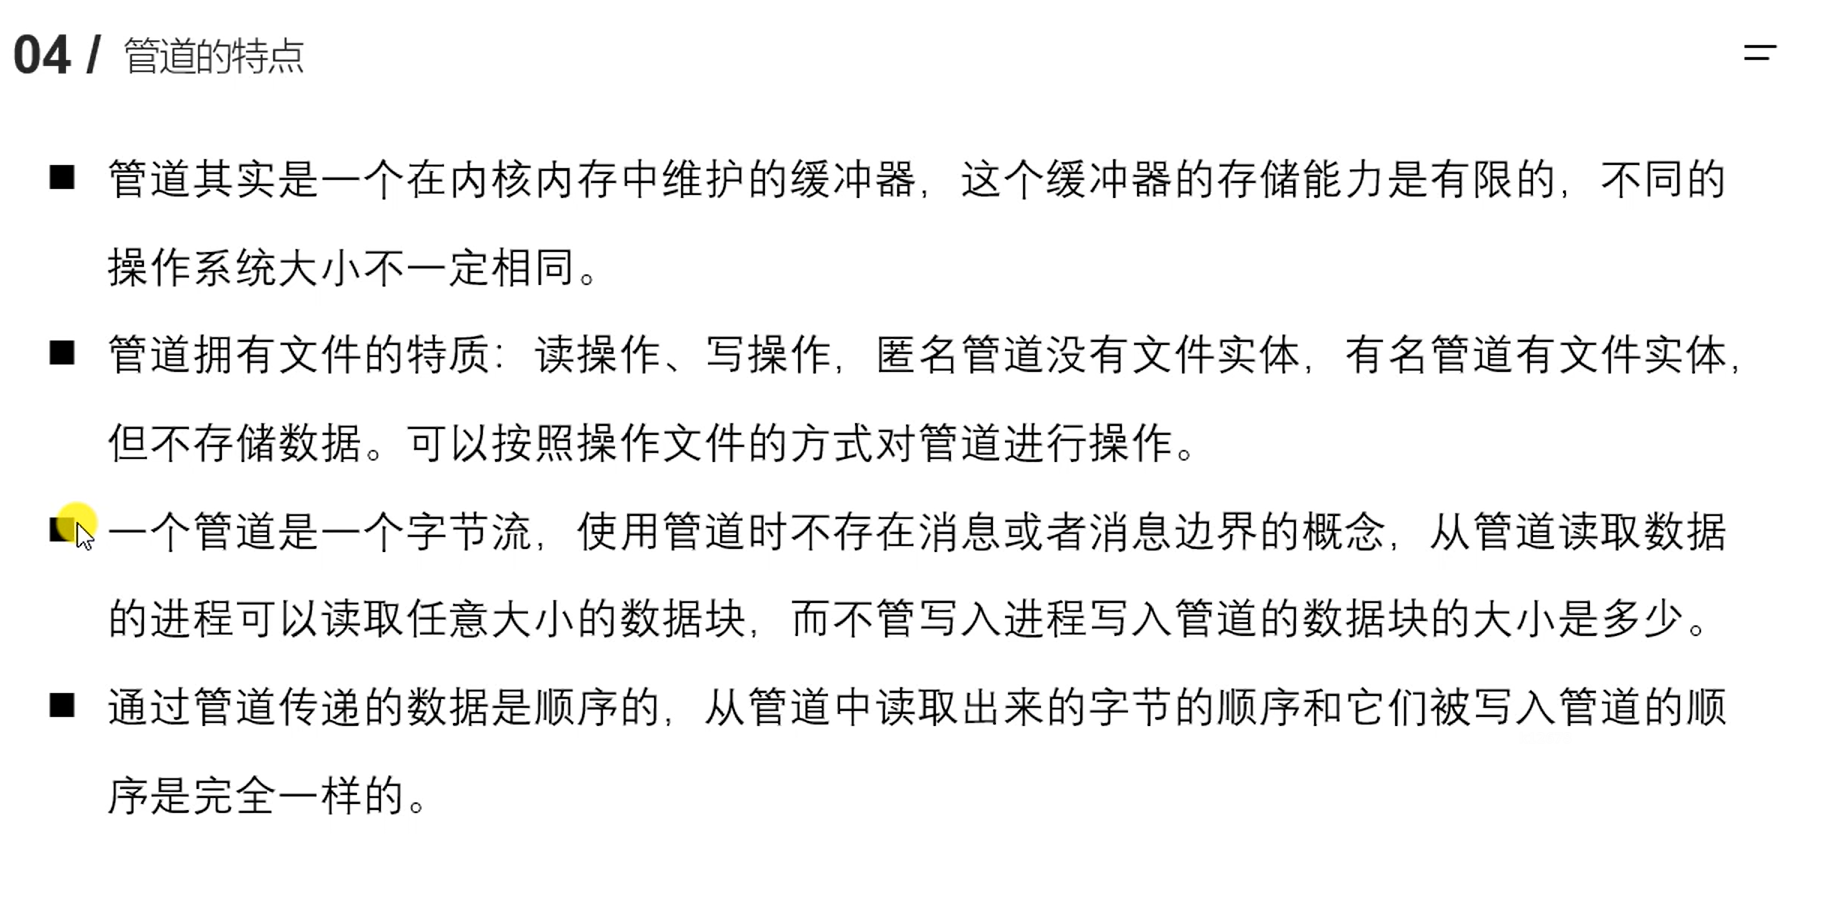 04 / 管道的特点
■ 管道其实是一个在内核内存中维护的缓冲器，这个缓冲器的存储能力是有限的，不同的
操作系统大小不一定相同。
■ 管道拥有文件的特质：读操作、写操作，匿名管道没有文件实体，有名管道有文件实体，
但不存储数据。可以按照操作文件的方式对管道进行操作。
■ 一个管道是一个字节流，使用管道时不存在消息或者消息边界的概念，从管道读取数据
的进程可以读取任意大小的数据块，而不管写入进程写入管道的数据块的大小是多少。
■ 通过管道传递的数据是顺序的，从管道中读取出来的字节的顺序和它们被写入管道的顺
序是完全一样的。